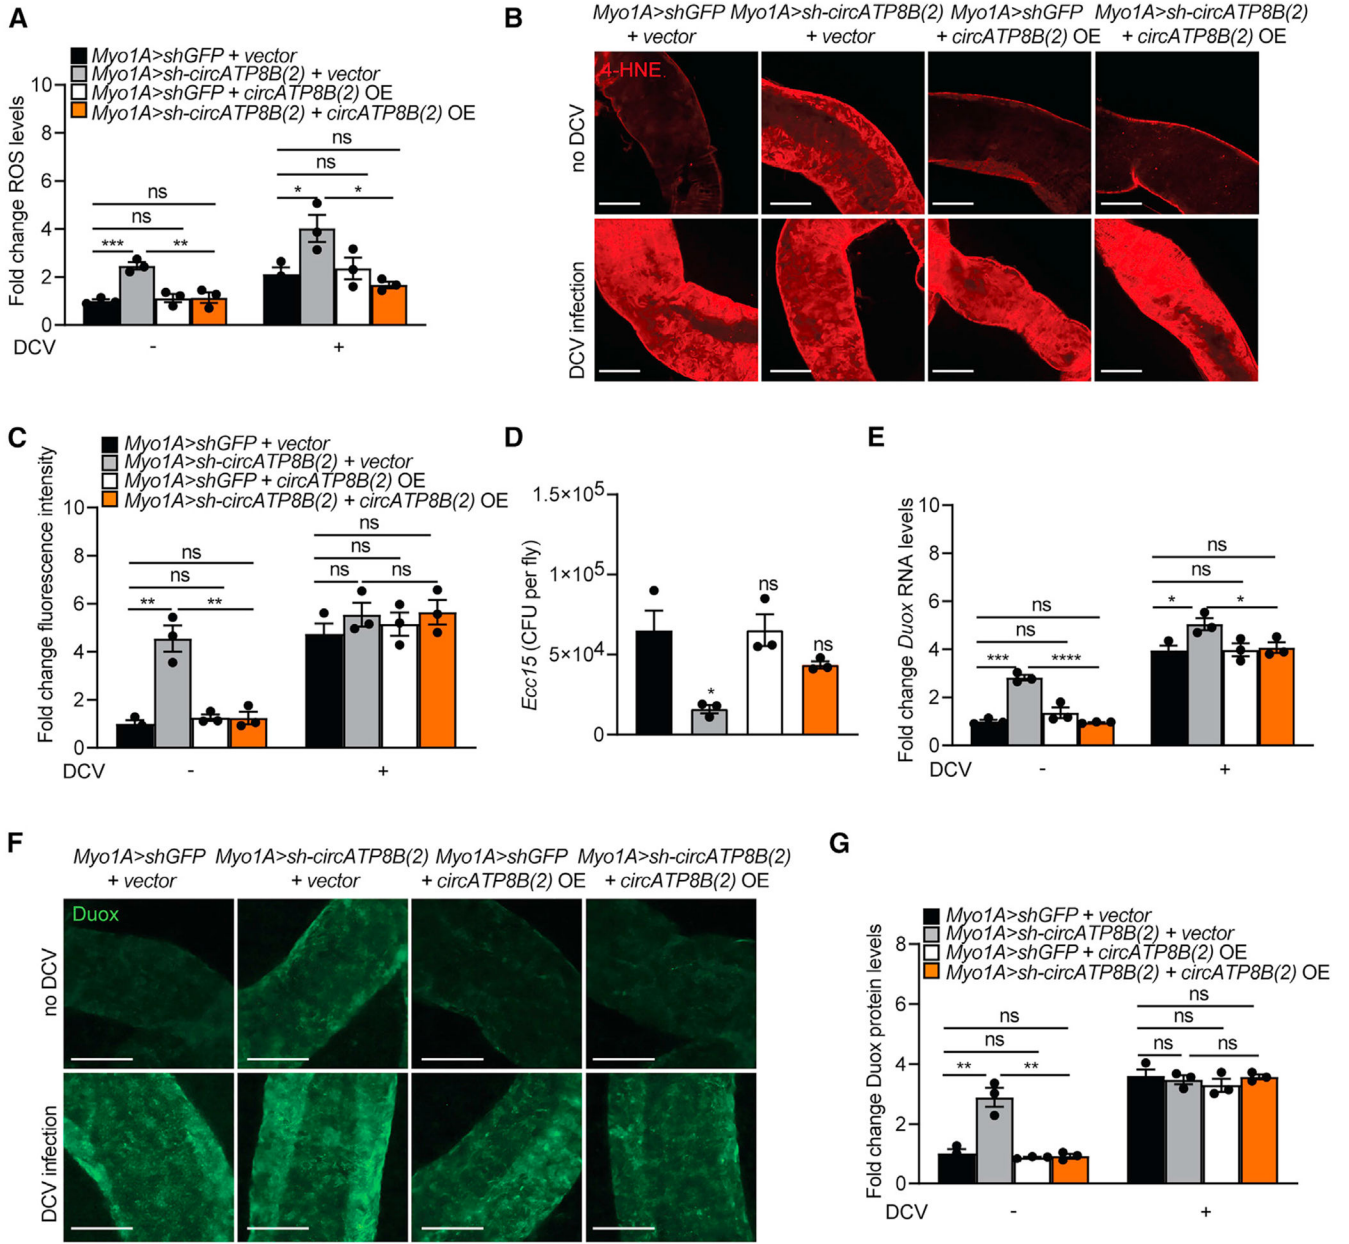 A
Myo1A>shGFP + vector
Myo1A>sh-circATP8B(2) + vector
Myo1A>shGFP + circATP8B(2) OE
Myo1A>sh-circATP8B(2) + circATP8B(2) OE
Fold change ROS levels
10
8
6
4
2
0
ns
ns
*** **
ns
ns
* *
DCV - +
B
Myo1A>shGFP Myo1A>sh-circATP8B(2) Myo1A>shGFP Myo1A>sh-circATP8B(2)
+ vector + vector + circATP8B(2) OE + circATP8B(2) OE
4-HNE
no DCV
DCV infection
C
Myo1A>shGFP + vector
Myo1A>sh-circATP8B(2) + vector
Myo1A>shGFP + circATP8B(2) OE
Myo1A>sh-circATP8B(2) + circATP8B(2) OE
Fold change fluorescence intensity
10
8
6
4
2
0
ns
ns
** **
ns
ns
ns ns
DCV - +
D
Ecc15 (CFU per fly)
1.5×10⁵
1×10⁵
5×10⁴
0
*
ns
ns
E
Fold change Duox RNA levels
10
8
6
4
2
0
ns
ns
*** ****
ns
ns
* *
DCV - +
F
Myo1A>shGFP Myo1A>sh-circATP8B(2) Myo1A>shGFP Myo1A>sh-circATP8B(2)
+ vector + vector + circATP8B(2) OE + circATP8B(2) OE
Duox
no DCV
DCV infection
G
Myo1A>shGFP + vector
Myo1A>sh-circATP8B(2) + vector
Myo1A>shGFP + circATP8B(2) OE
Myo1A>sh-circATP8B(2) + circATP8B(2) OE
Fold change Duox protein levels
8
6
4
2
0
ns
ns
** **
ns
ns
ns ns
DCV - +